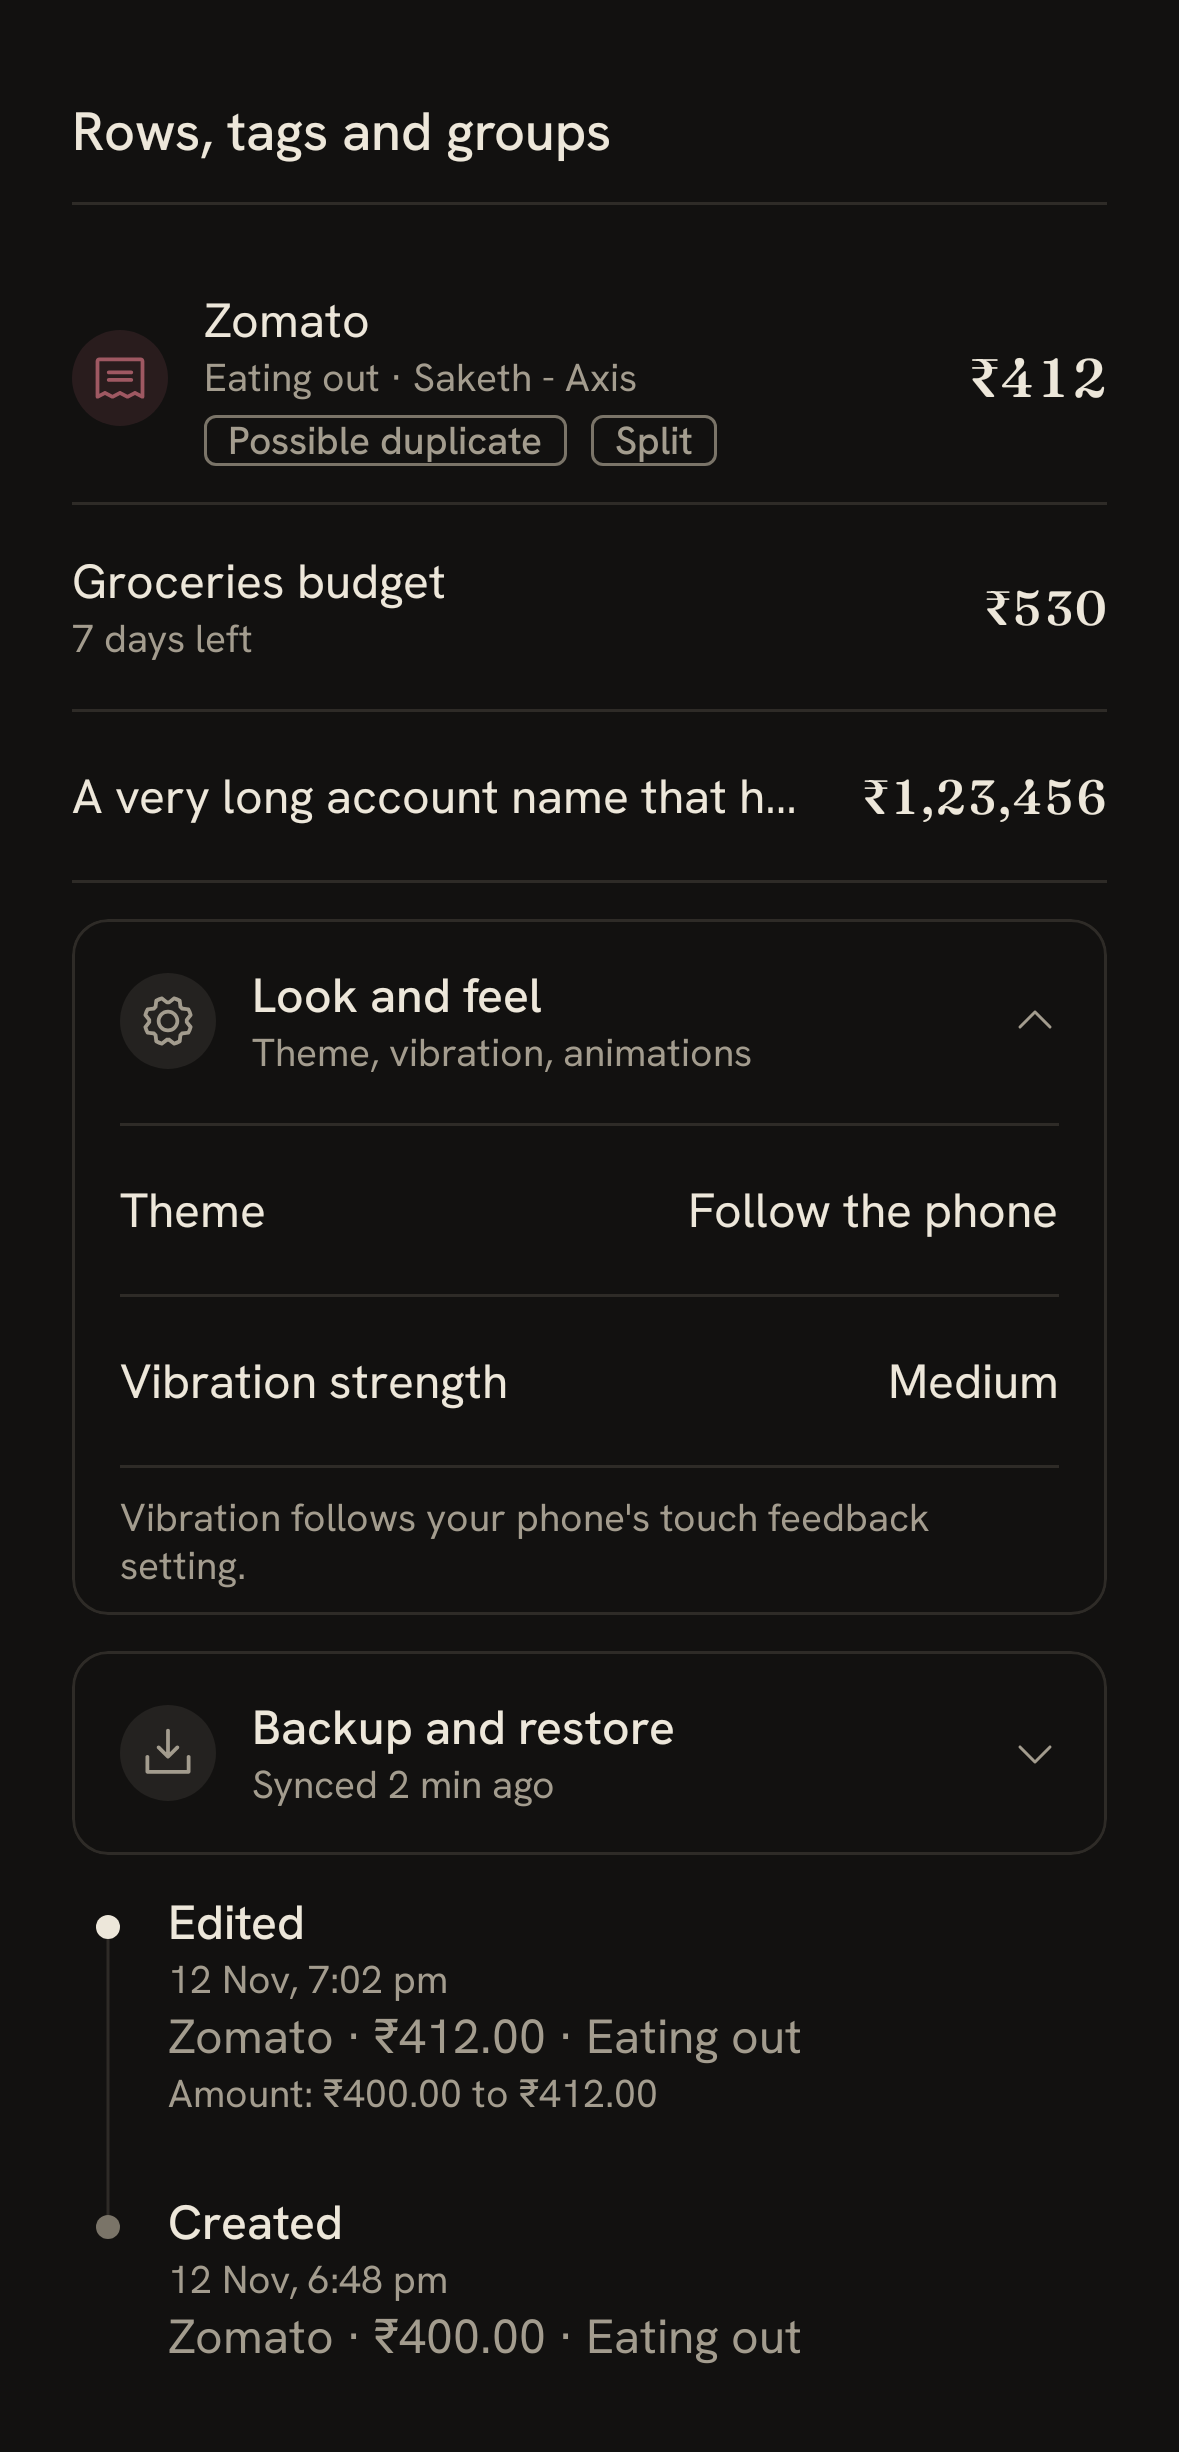 Rows, tags and groups
Zomato
Eating out · Saketh - Axis
₹412
Possible duplicate
Split
Groceries budget
7 days left
₹530
A very long account name that h...
₹1,23,456
Look and feel
Theme, vibration, animations
Theme
Follow the phone
Vibration strength
Medium
Vibration follows your phone's touch feedback
setting.
Backup and restore
Synced 2 min ago
Edited
12 Nov, 7:02 pm
Zomato · ₹412.00 · Eating out
Amount: ₹400.00 to ₹412.00
Created
12 Nov, 6:48 pm
Zomato · ₹400.00 · Eating out